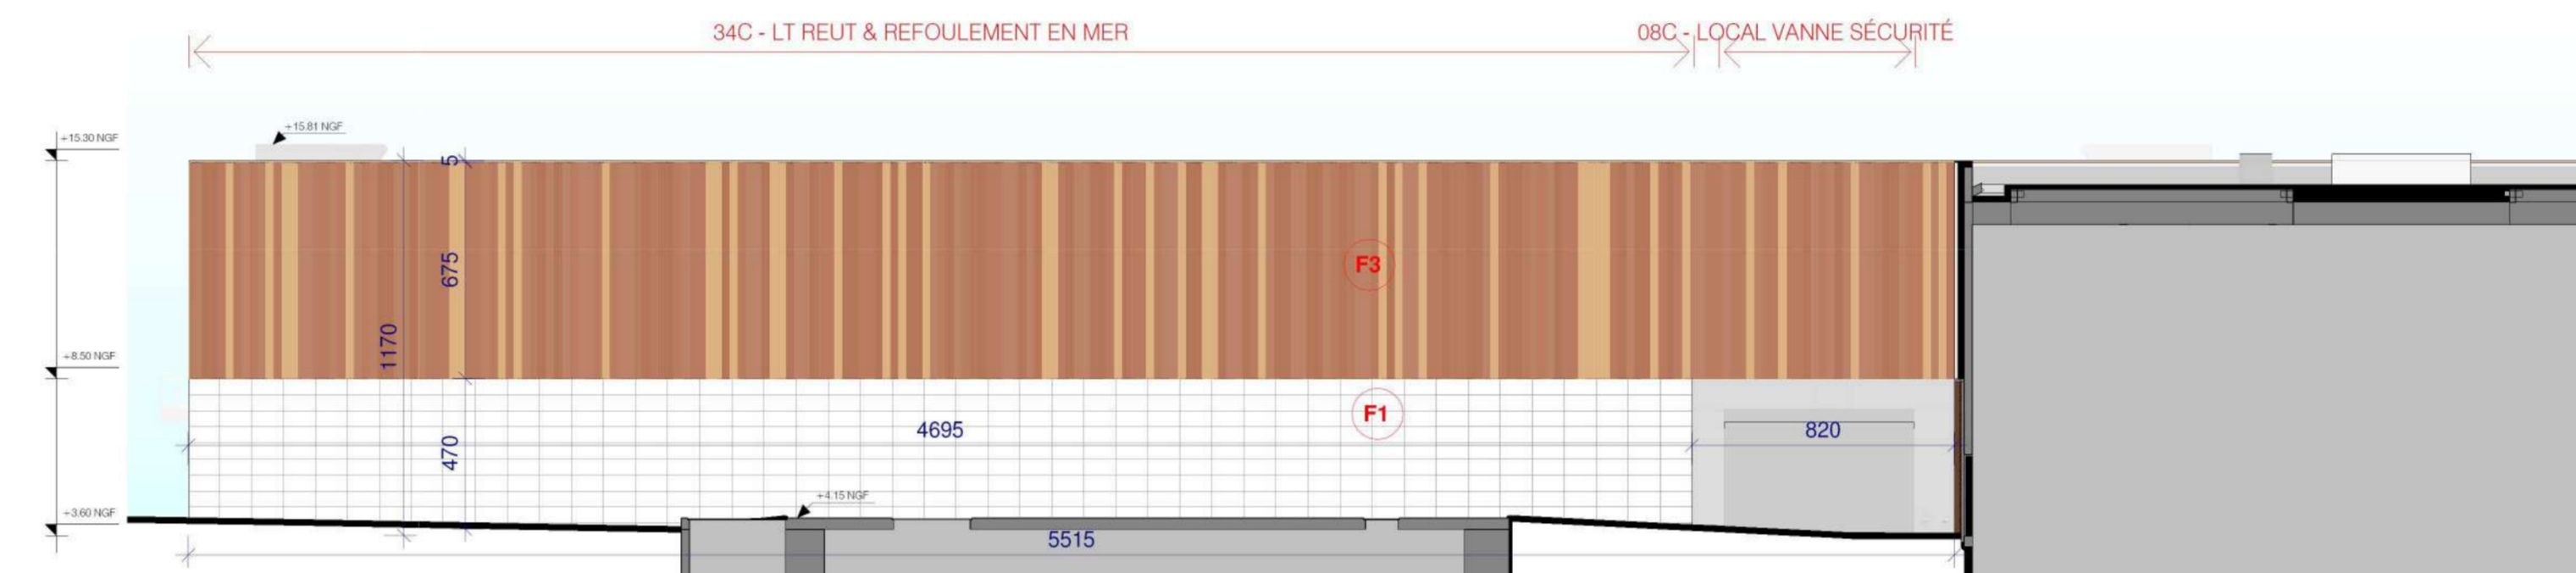 34C - LT REUT & REFOULEMENT EN MER
08C - LOCAL VANNE SÉCURITÉ
+15.81 NGF
+15.30 NGF
5
675
F3
1170
+8.50 NGF
F1
4695
820
470
+4.15 NGF
+3.60 NGF
5515